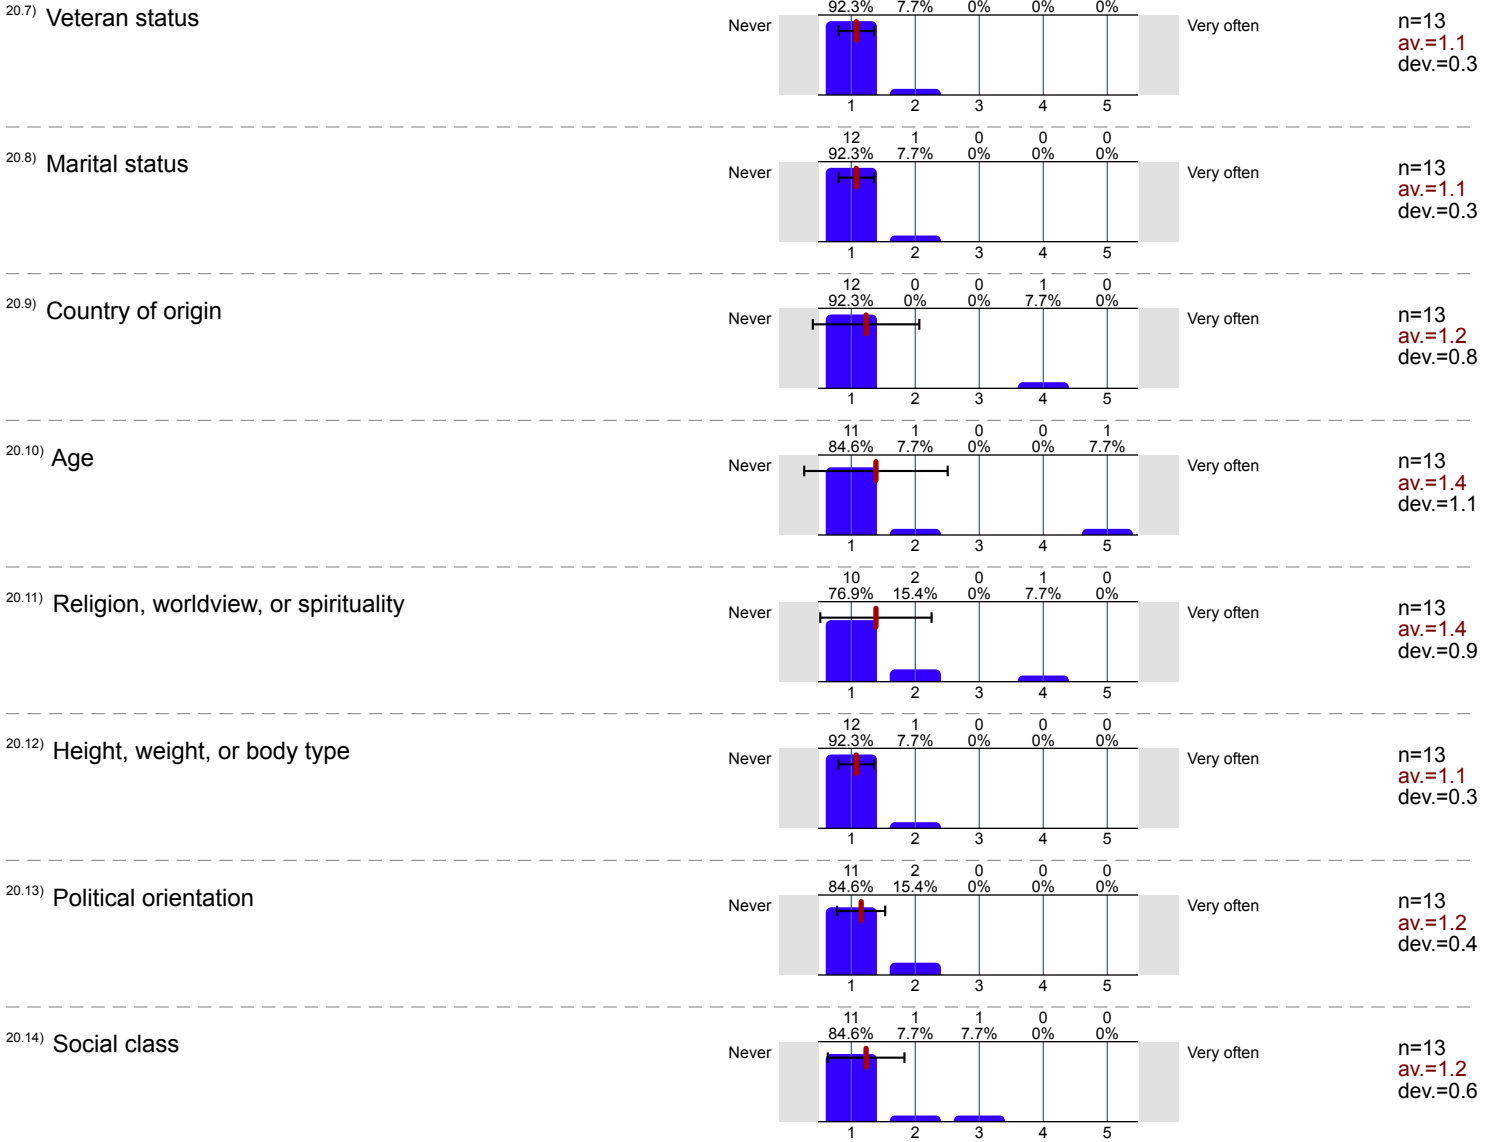 20.7) Veteran status
92.3% 7.7% 0% 0% 0%
Never Very often
n=13
av.=1.1
dev.=0.3
1 2 3 4 5
20.8) Marital status
12 1 0 0 0
92.3% 7.7% 0% 0% 0%
Never Very often
n=13
av.=1.1
dev.=0.3
1 2 3 4 5
20.9) Country of origin
12 0 0 1 0
92.3% 0% 0% 7.7% 0%
Never Very often
n=13
av.=1.2
dev.=0.8
1 2 3 4 5
20.10) Age
11 1 0 0 1
84.6% 7.7% 0% 0% 7.7%
Never Very often
n=13
av.=1.4
dev.=1.1
1 2 3 4 5
20.11) Religion, worldview, or spirituality
10 2 0 1 0
76.9% 15.4% 0% 7.7% 0%
Never Very often
n=13
av.=1.4
dev.=0.9
1 2 3 4 5
20.12) Height, weight, or body type
12 1 0 0 0
92.3% 7.7% 0% 0% 0%
Never Very often
n=13
av.=1.1
dev.=0.3
1 2 3 4 5
20.13) Political orientation
11 2 0 0 0
84.6% 15.4% 0% 0% 0%
Never Very often
n=13
av.=1.2
dev.=0.4
1 2 3 4 5
20.14) Social class
11 1 1 0 0
84.6% 7.7% 7.7% 0% 0%
Never Very often
n=13
av.=1.2
dev.=0.6
1 2 3 4 5